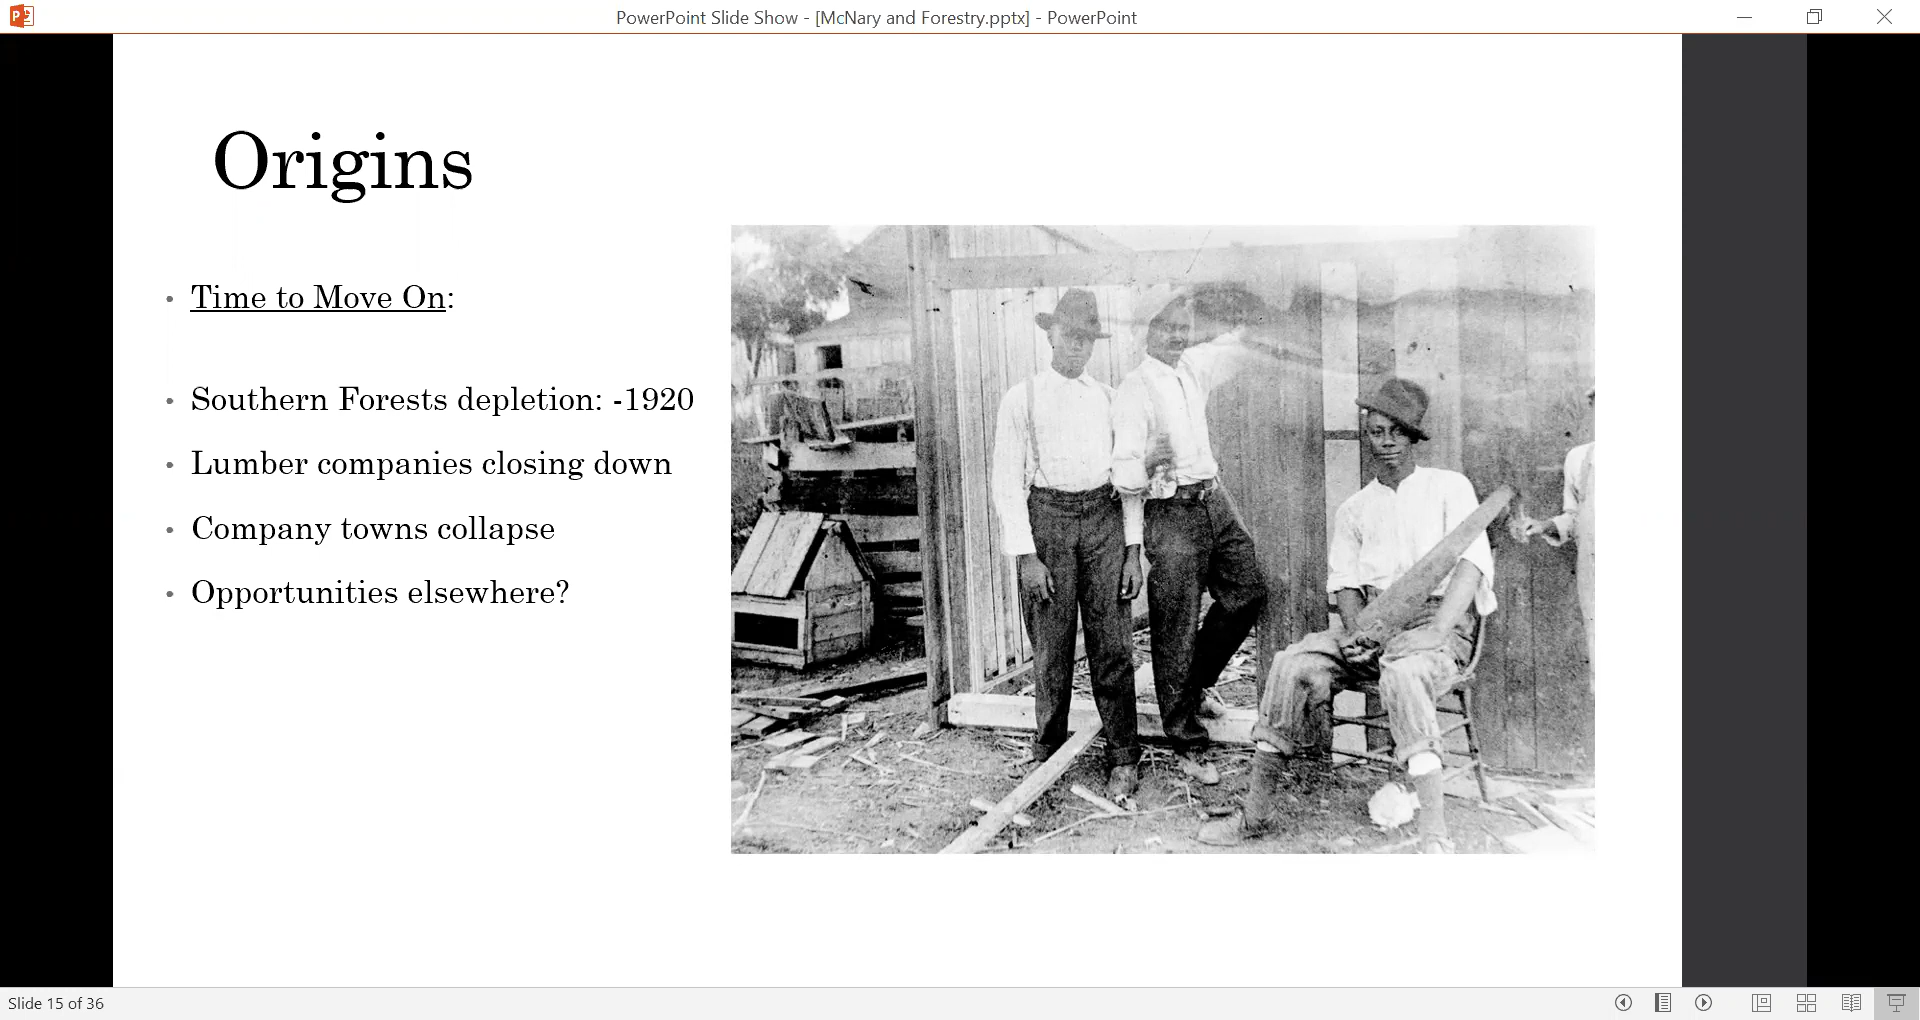 PowerPoint Slide Show - [McNary and Forestry.pptx] - PowerPoint
Origins
• Time to Move On:
• Southern Forests depletion: -1920
• Lumber companies closing down
• Company towns collapse
• Opportunities elsewhere?
Slide 15 of 36